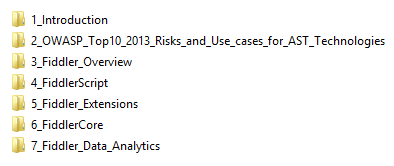 1_Introduction
2_OWASP_Top10_2013_Risks_and_Use_cases_for_AST_Technologies
3_Fiddler_Overview
4_FiddlerScript
5_Fiddler_Extensions
6_FiddlerCore
7_Fiddler_Data_Analytics